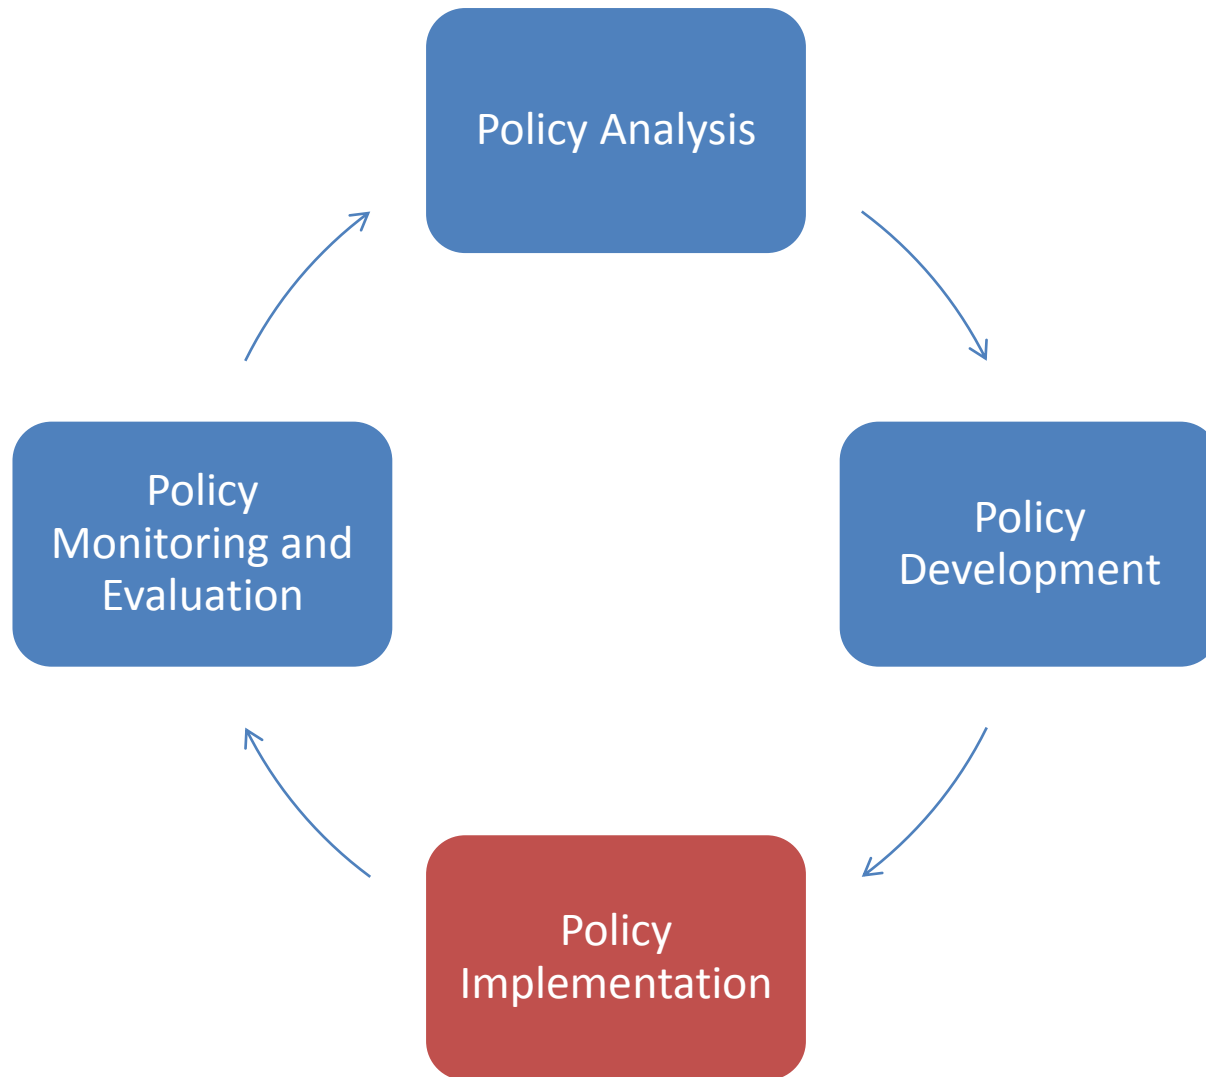 Policy Analysis
Policy
Development
Policy
Implementation
Policy
Monitoring and
Evaluation